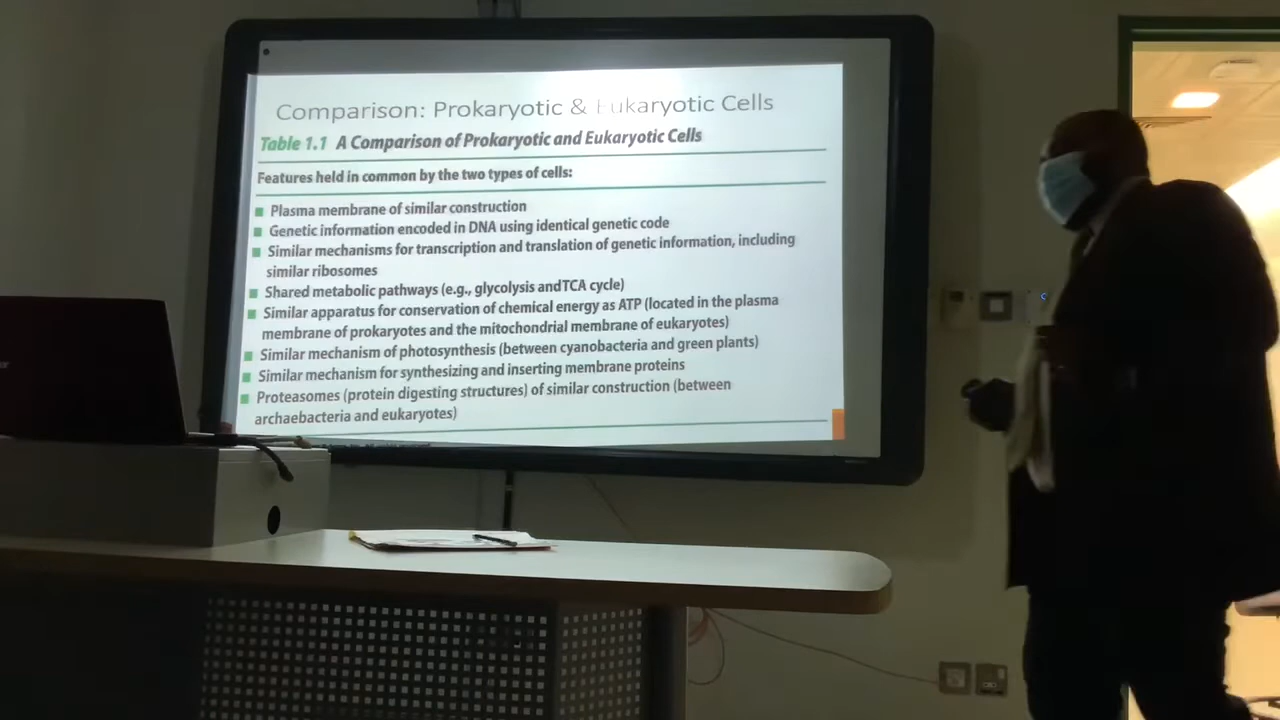 Comparison: Prokaryotic & Eukaryotic Cells
Table 1.1 A Comparison of Prokaryotic and Eukaryotic Cells
Features held in common by the two types of cells:
Plasma membrane of similar construction
Genetic information encoded in DNA using identical genetic code
Similar mechanisms for transcription and translation of genetic information, including
similar ribosomes
Shared metabolic pathways (e.g., glycolysis and TCA cycle)
Similar apparatus for conservation of chemical energy as ATP (located in the plasma
membrane of prokaryotes and the mitochondrial membrane of eukaryotes)
Similar mechanism of photosynthesis (between cyanobacteria and green plants)
Similar mechanism for synthesizing and inserting membrane proteins
Proteasomes (protein digesting structures) of similar construction (between
archaebacteria and eukaryotes)